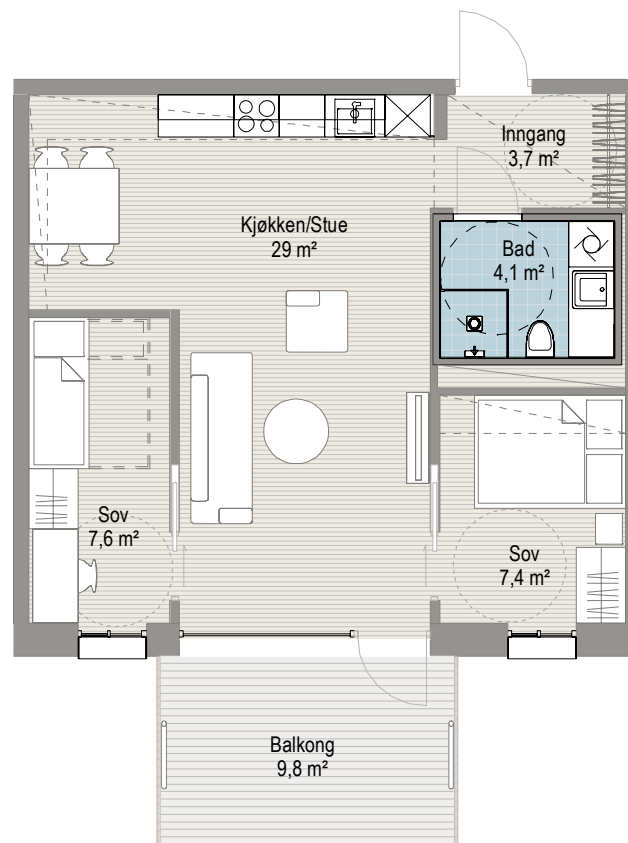 Inngang
3,7 m²
Kjøkken/Stue
29 m²
Bad
4,1 m²
Sov
7,6 m²
Sov
7,4 m²
Balkong
9,8 m²